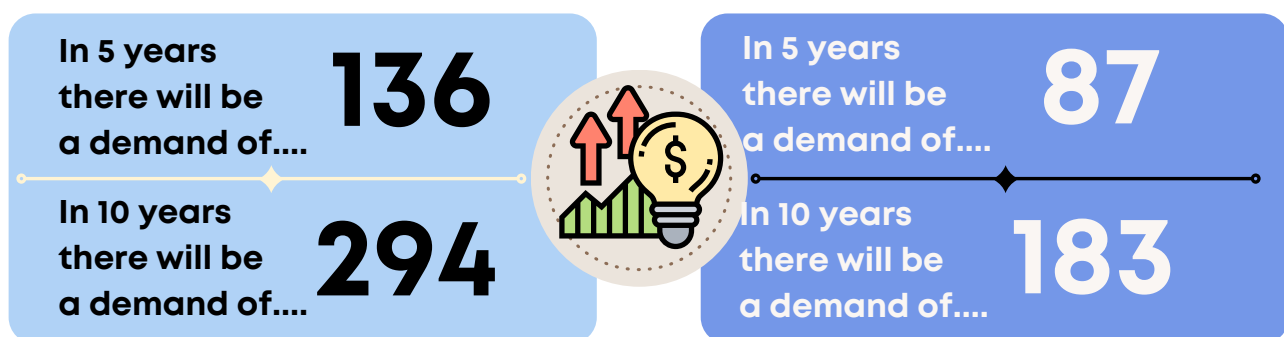 In 5 years
there will be
a demand of....
136
In 10 years
there will be
a demand of....
294
$
In 5 years
there will be
a demand of....
87
In 10 years
there will be
a demand of....
183